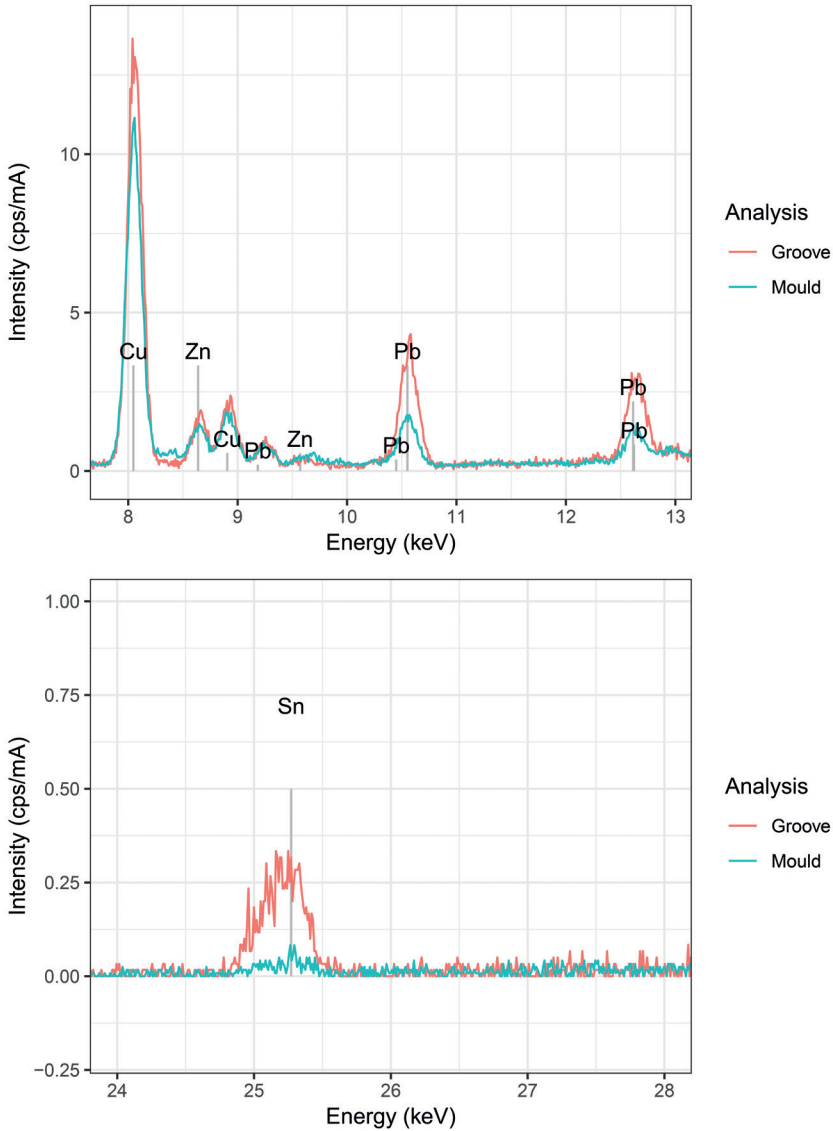 Intensity (cps/mA)
10
5
0
Cu
Zn
Cu
Pb
Zn
Pb
Pb
Pb
Pb
8
9
10
11
12
13
Energy (keV)
Analysis
Groove
Mould
Intensity (cps/mA)
1.00
0.75
0.50
0.25
0.00
−0.25
Sn
24
25
26
27
28
Energy (keV)
Analysis
Groove
Mould